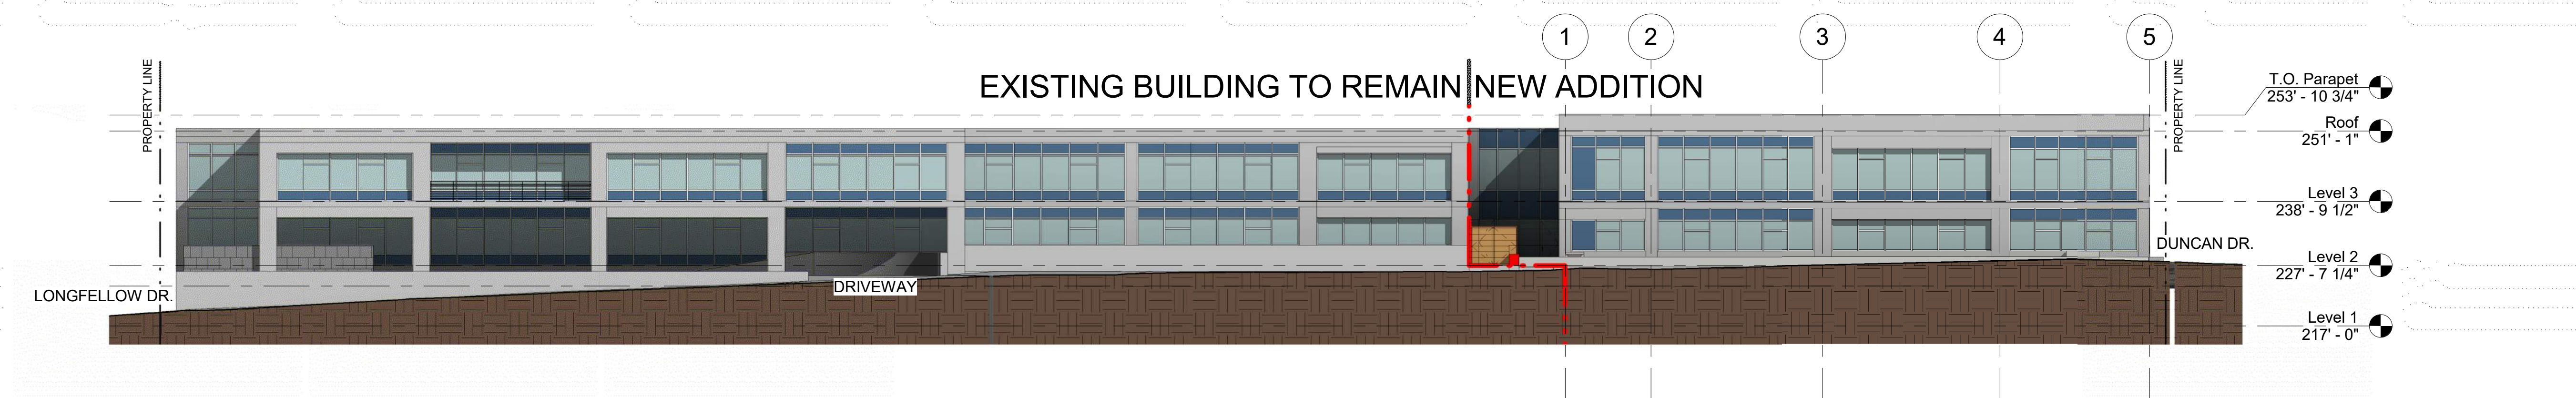 1
2
3
4
5
PROPERTY LINE
EXISTING BUILDING TO REMAIN
NEW ADDITION
PROPERTY LINE
T.O. Parapet
253' - 10 3/4"
Roof
251' - 1"
Level 3
238' - 9 1/2"
DUNCAN DR.
Level 2
227' - 7 1/4"
LONGFELLOW DR.
DRIVEWAY
Level 1
217' - 0"